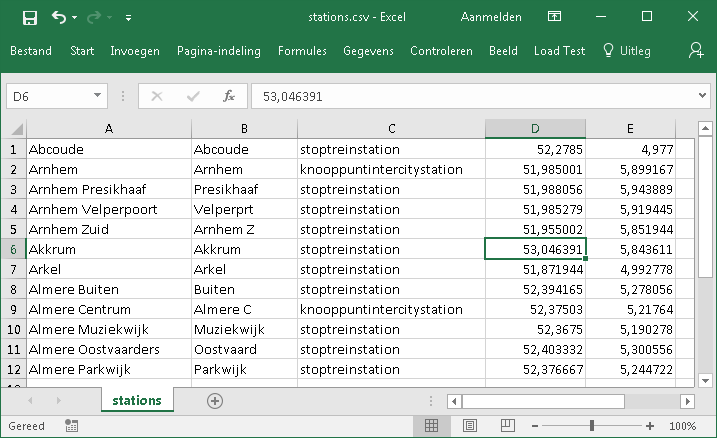 stations.csv - Excel Aanmelden
Bestand Start Invoegen Pagina-indeling Formules Gegevens Controleren Beeld Load Test Uitleg
D6 fx 53,046391
A B C D E
1 Abcoude Abcoude stoptreinstation 52,2785 4,977
2 Arnhem Arnhem knooppuntintercitystation 51,985001 5,899167
3 Arnhem Presikhaaf Presikhaaf stoptreinstation 51,988056 5,943889
4 Arnhem Velperpoort Velperprt stoptreinstation 51,985279 5,919445
5 Arnhem Zuid Arnhem Z stoptreinstation 51,955002 5,851944
6 Akkrum Akkrum stoptreinstation 53,046391 5,843611
7 Arkel Arkel stoptreinstation 51,871944 4,992778
8 Almere Buiten Buiten stoptreinstation 52,394165 5,278056
9 Almere Centrum Almere C knooppuntintercitystation 52,37503 5,21764
10 Almere Muziekwijk Muziekwijk stoptreinstation 52,3675 5,190278
11 Almere Oostvaarders Oostvaard stoptreinstation 52,403332 5,300556
12 Almere Parkwijk Parkwijk stoptreinstation 52,376667 5,244722
stations
Gereed 100%